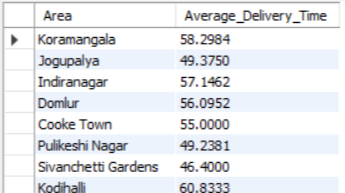 Area Average_Delivery_Time
Koramangala 58.2984
Jogupalya 49.3750
Indiranagar 57.1462
Domlur 56.0952
Cooke Town 55.0000
Pulikeshi Nagar 49.2381
Sivanchetti Gardens 46.4000
Kodihalli 60.8333